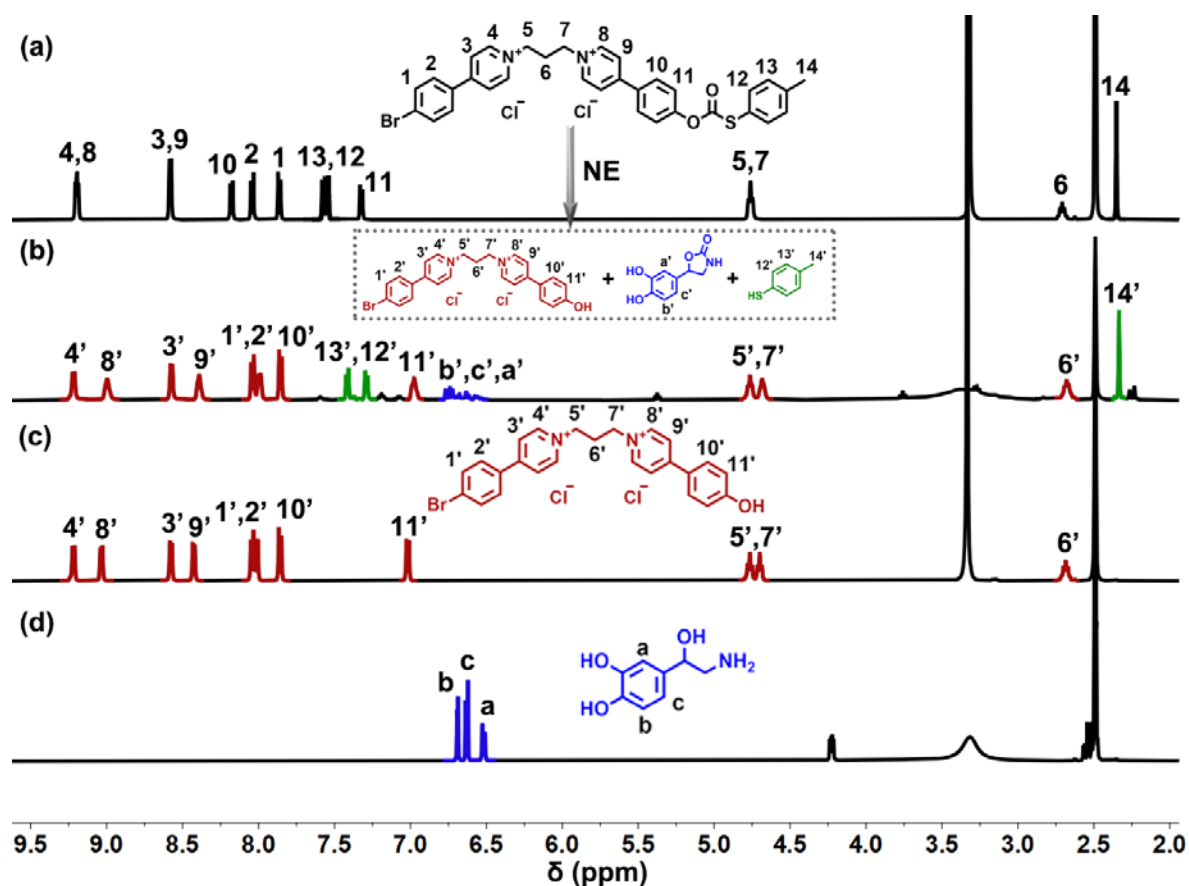 (a)
5 7
4 8
3 6 9
N⁺ N⁺
2 10
1 11 12 13 14
O
Cl⁻ Cl⁻
Br O S
4,8 3,9 10 2 1 13,12 11 5,7 6 14
NE
(b)
4' 5' 7' 8'
3' 6' 9'
N⁺ N⁺
2' 10'
1' 11'
Cl⁻ Cl⁻
Br OH
+
O
O NH
a'
HO
HO c'
b'
+
13' 14'
12'
HS
4' 8' 3' 9' 1',2' 10' 13',12' 11' b',c',a' 5',7' 6' 14'
(c)
4' 5' 7' 8'
3' 6' 9'
N⁺ N⁺
2' 10'
1' 11'
Cl⁻ Cl⁻
Br OH
4' 8' 3' 9' 1',2' 10' 11' 5',7' 6'
(d)
OH
a
HO NH₂
HO c
b
b c a
9.5 9.0 8.5 8.0 7.5 7.0 6.5 6.0 5.5 5.0 4.5 4.0 3.5 3.0 2.5 2.0
δ (ppm)